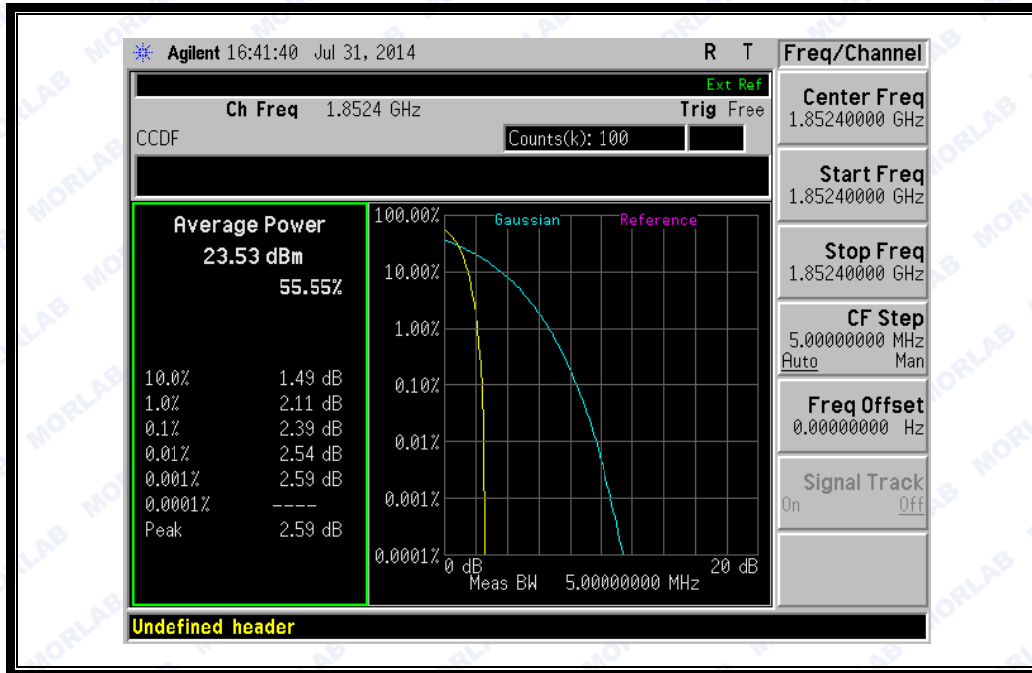 Agilent 16:41:40 Jul 31, 2014 R T
Ext Ref
Ch Freq 1.8524 GHz Trig Free
CCDF Counts(k): 100
Average Power
23.53 dBm
55.55%
10.0% 1.49 dB
1.0% 2.11 dB
0.1% 2.39 dB
0.01% 2.54 dB
0.001% 2.59 dB
0.0001% ----
Peak 2.59 dB
Gaussian Reference
100.00%
10.00%
1.00%
0.10%
0.01%
0.001%
0.0001%
0 dB 20 dB
Meas BW 5.00000000 MHz
Freq/Channel
Center Freq
1.85240000 GHz
Start Freq
1.85240000 GHz
Stop Freq
1.85240000 GHz
CF Step
5.00000000 MHz
Auto Man
Freq Offset
0.00000000 Hz
Signal Track
On Off
Undefined header
MORLAB